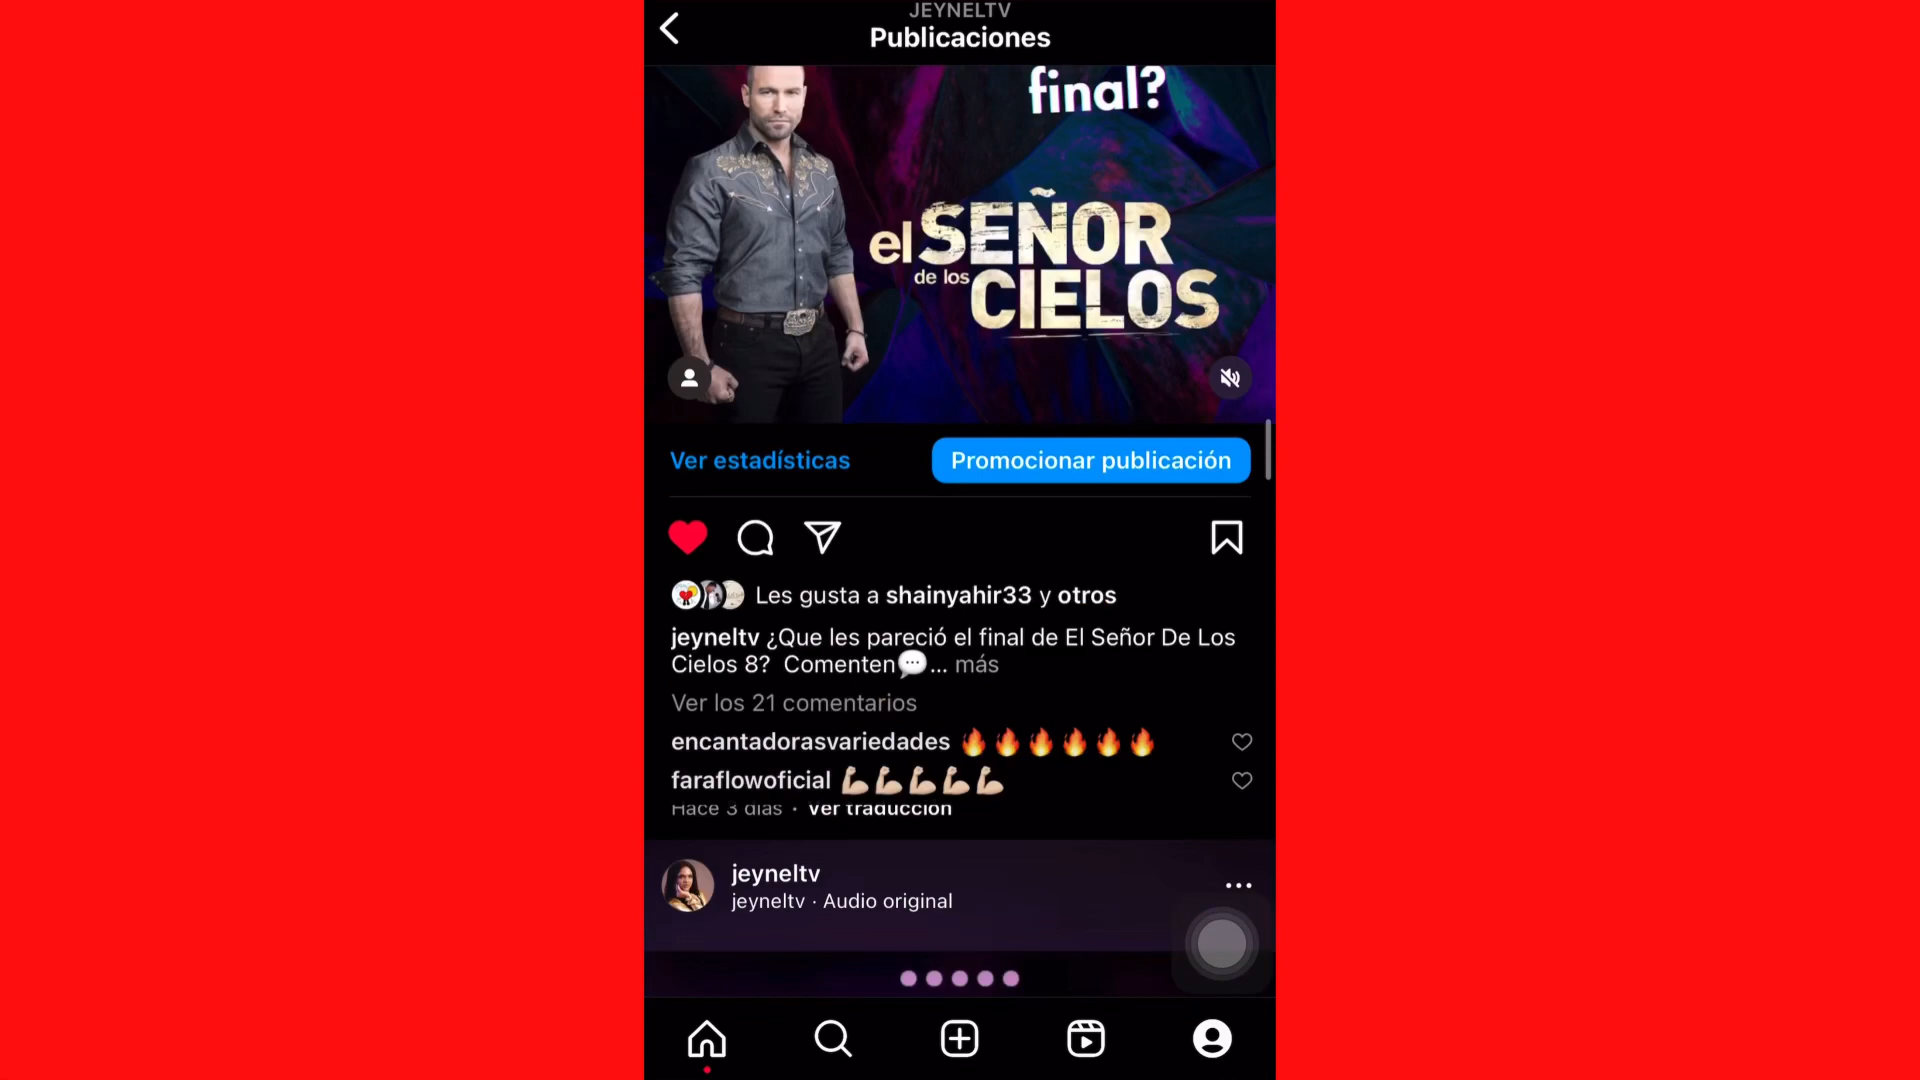 JEYNELTV
Publicaciones
final?
el SEÑOR
de los CIELOS
Ver estadísticas
Promocionar publicación
Les gusta a shainyahir33 y otros
jeyneltv ¿Que les pareció el final de El Señor De Los
Cielos 8? Comenten💬... más
Ver los 21 comentarios
encantadorasvariedades 🔥🔥🔥🔥🔥🔥
faraflowoficial 💪🏼💪🏼💪🏼💪🏼💪🏼
Hace 3 días · Ver traducción
jeyneltv
jeyneltv · Audio original